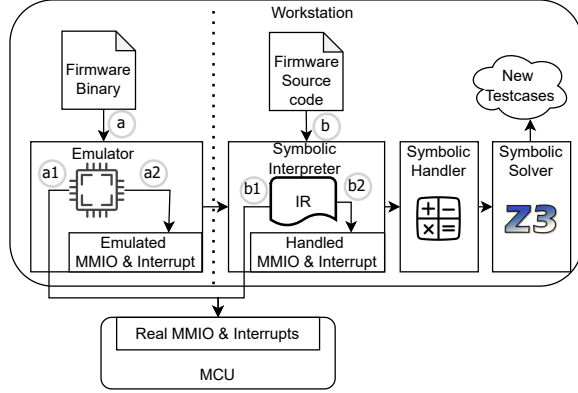 Workstation
Firmware
Binary
Firmware
Source
code
New
Testcases
a
b
Emulator
Symbolic
Interpreter
Symbolic
Handler
Symbolic
Solver
a1
a2
b1
IR
b2
+ −
× =
Z3
Emulated
MMIO & Interrupt
Handled
MMIO & Interrupt
Real MMIO & Interrupts
MCU